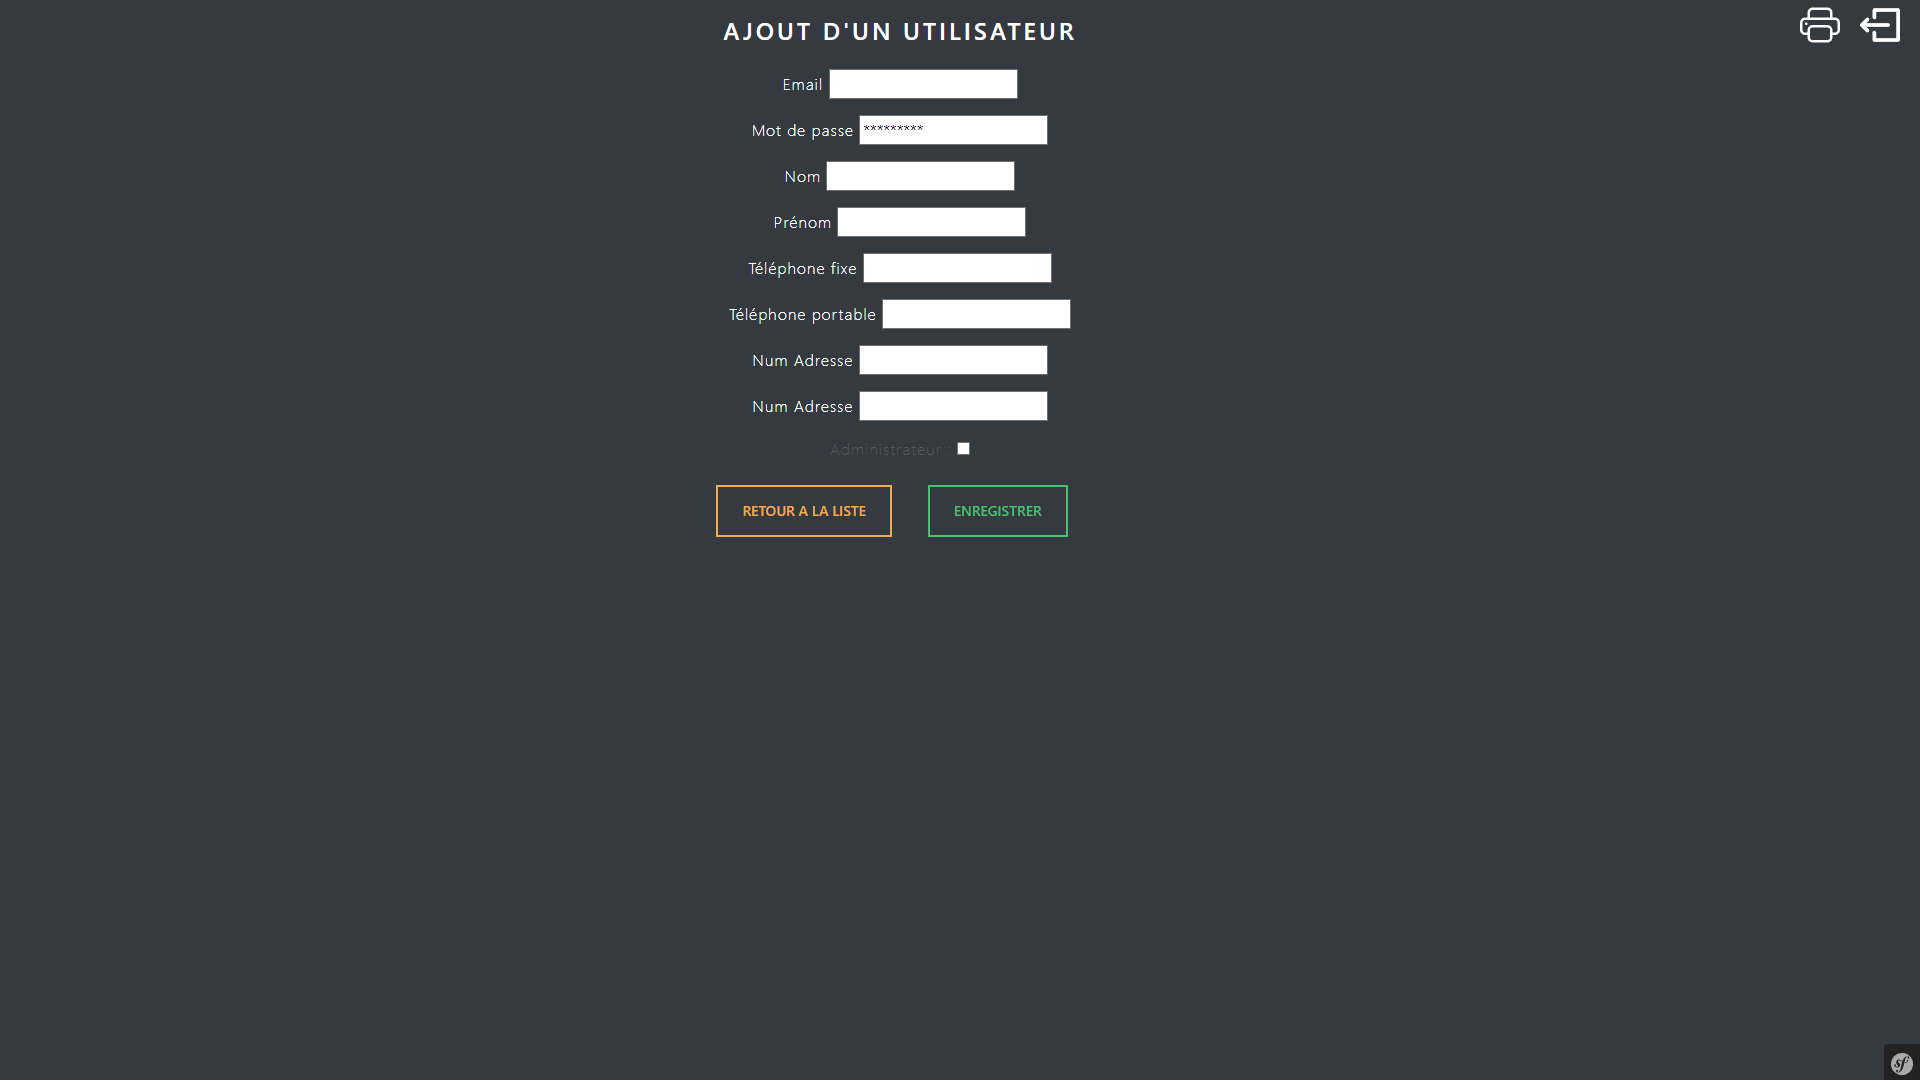 AJOUT D'UN UTILISATEUR
Email
Mot de passe *********
Nom
Prénom
Téléphone fixe
Téléphone portable
Num Adresse
Num Adresse
Administrateur :
RETOUR A LA LISTE ENREGISTRER
sf